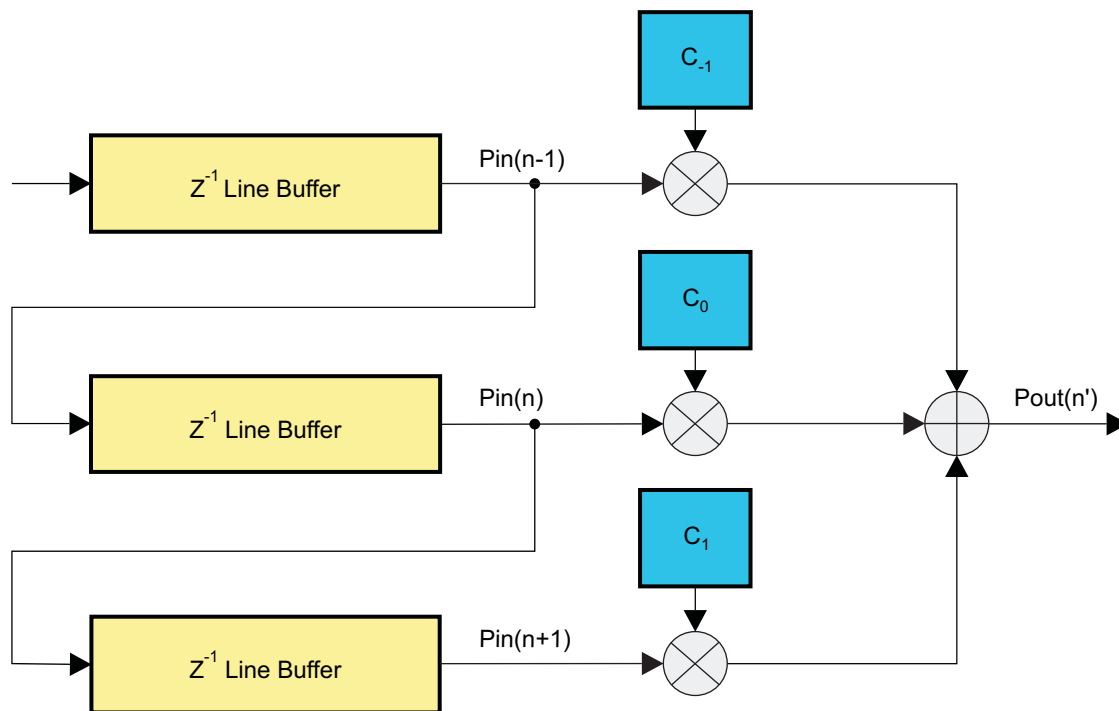 C₋₁
Pin(n-1)
Z⁻¹ Line Buffer
C₀
Pin(n)
Z⁻¹ Line Buffer
Pout(n')
C₁
Pin(n+1)
Z⁻¹ Line Buffer